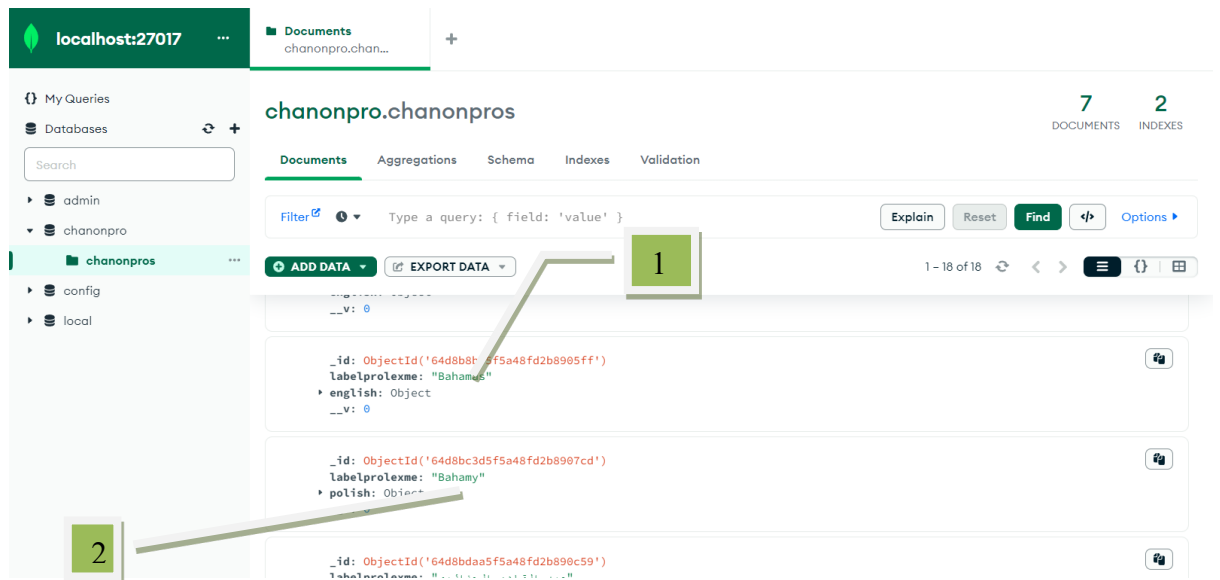 localhost:27017 ...
Documents
chanonpro.chan...
+
{} My Queries
Databases
+
Search
admin
chanonpro
chanonpros ...
config
local
chanonpro.chanonpros
7
DOCUMENTS
2
INDEXES
Documents Aggregations Schema Indexes Validation
Filter Type a query: { field: 'value' } Explain Reset Find </> Options
ADD DATA EXPORT DATA 1 1 – 18 of 18 {}
__v: 0
_id: ObjectId('64d8b8b 5f5a48fd2b8905ff')
labelprolexme: "Bahamas"
english: Object
__v: 0
_id: ObjectId('64d8bc3d5f5a48fd2b8907cd')
labelprolexme: "Bahamy"
polish: Object
2
_id: ObjectId('64d8bdaa5f5a48fd2b890c59')
labelprolexme: